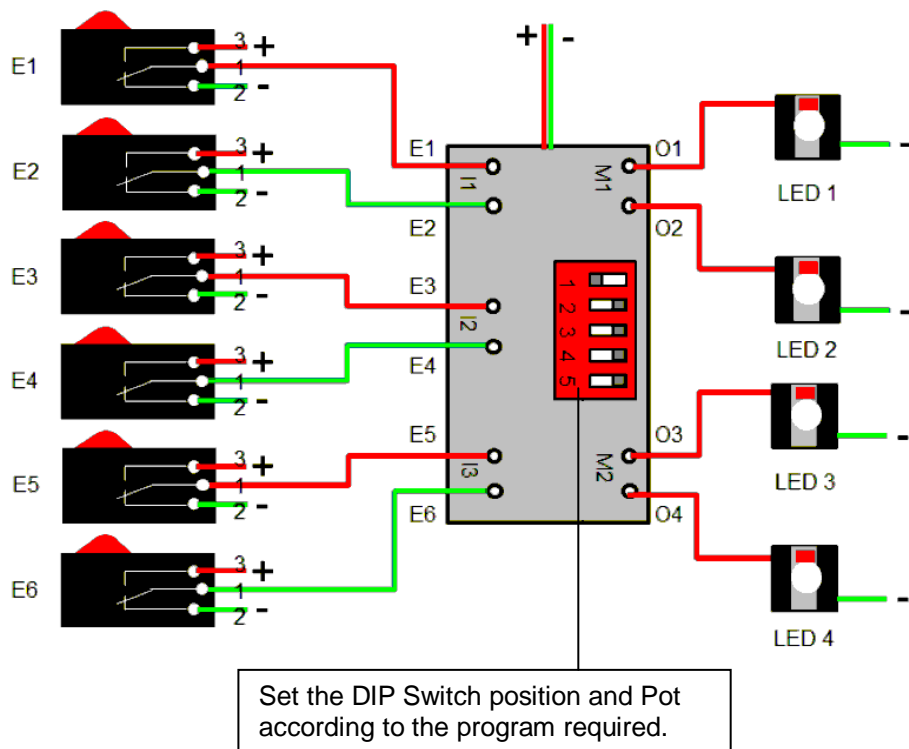 E1
3 +
1
2 -
E2
3 +
1
2 -
E3
3 +
1
2 -
E4
3 +
1
2 -
E5
3 +
1
2 -
E6
3 +
1
2 -
+ -
E1
I1
E2
E3
I2
E4
E5
I3
E6
O1
M1
O2
1
2
3
4
5
O3
M2
O4
-
LED 1
-
LED 2
-
LED 3
-
LED 4
Set the DIP Switch position and Pot
according to the program required.